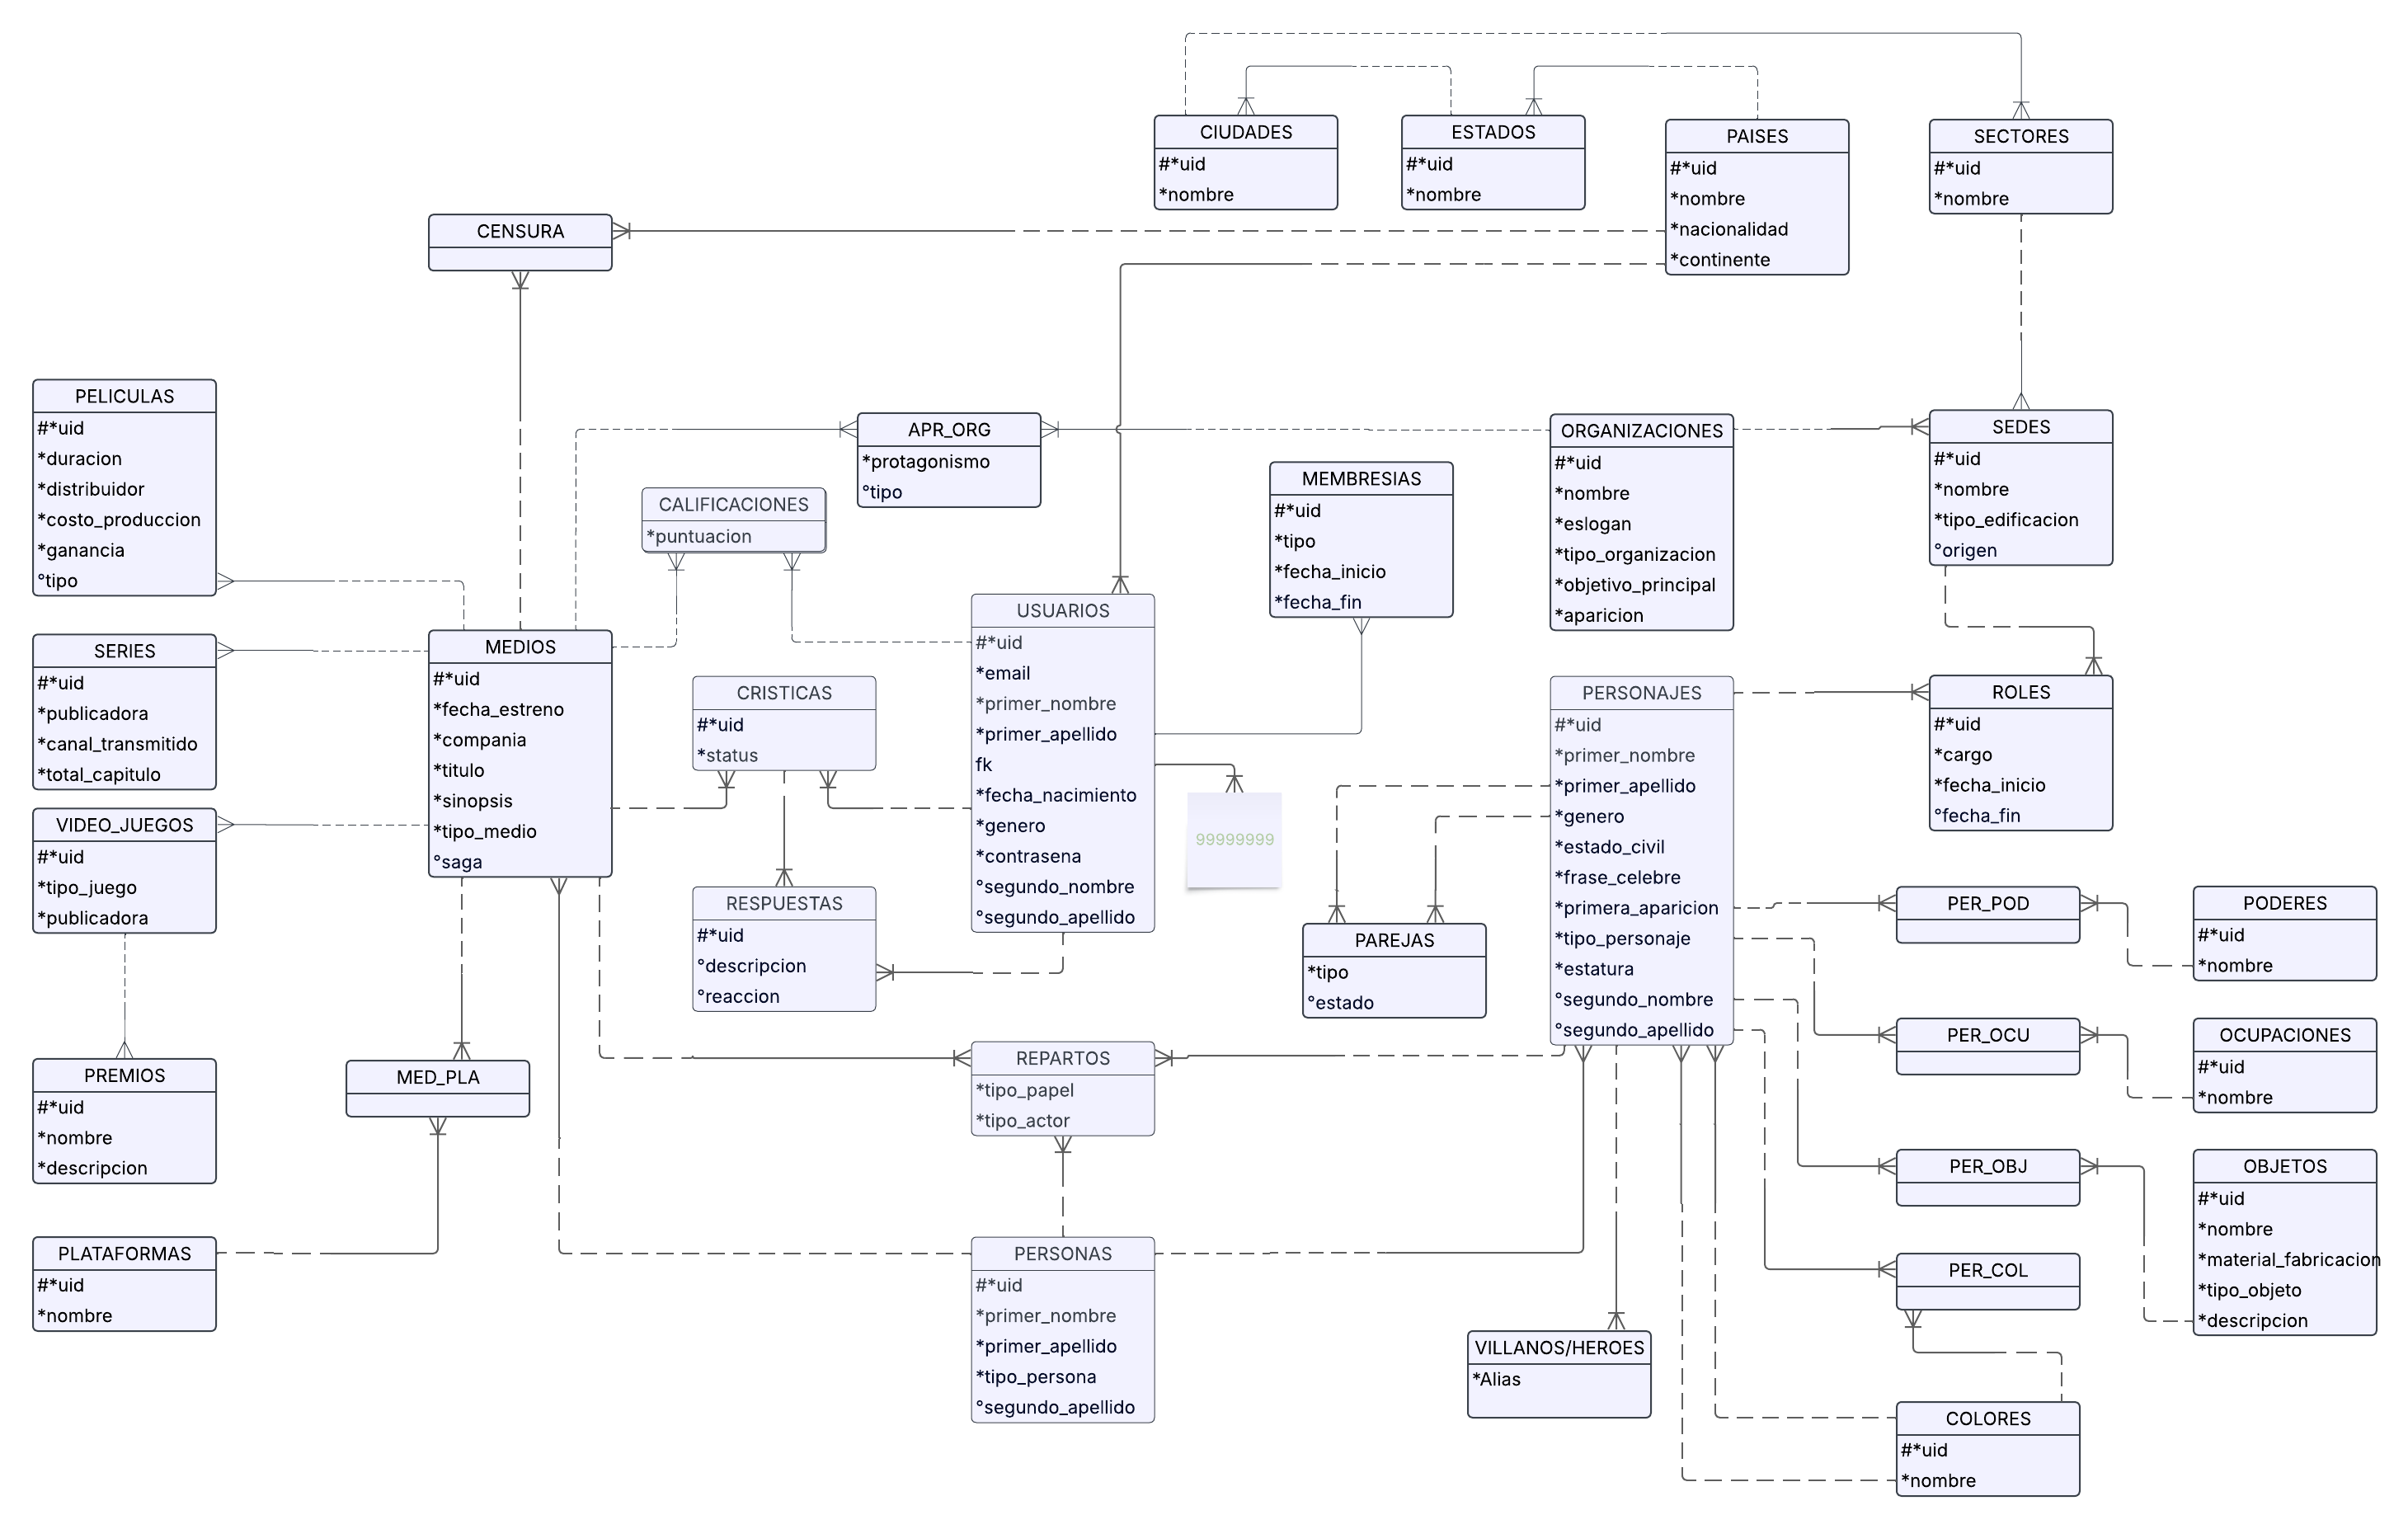 CIUDADES
#*uid
*nombre
ESTADOS
#*uid
*nombre
PAISES
#*uid
*nombre
*nacionalidad
*continente
SECTORES
#*uid
*nombre
CENSURA
PELICULAS
#*uid
*duracion
*distribuidor
*costo_produccion
*ganancia
°tipo
APR_ORG
*protagonismo
°tipo
CALIFICACIONES
*puntuacion
MEMBRESIAS
#*uid
*tipo
*fecha_inicio
*fecha_fin
ORGANIZACIONES
#*uid
*nombre
*eslogan
*tipo_organizacion
*objetivo_principal
*aparicion
SEDES
#*uid
*nombre
*tipo_edificacion
°origen
SERIES
#*uid
*publicadora
*canal_transmitido
*total_capitulo
MEDIOS
#*uid
*fecha_estreno
*compania
*titulo
*sinopsis
*tipo_medio
°saga
CRISTICAS
#*uid
*status
USUARIOS
#*uid
*email
*primer_nombre
*primer_apellido
fk
*fecha_nacimiento
*genero
*contrasena
°segundo_nombre
°segundo_apellido
99999999
PERSONAJES
#*uid
*primer_nombre
*primer_apellido
*genero
*estado_civil
*frase_celebre
*primera_aparicion
*tipo_personaje
*estatura
°segundo_nombre
°segundo_apellido
ROLES
#*uid
*cargo
*fecha_inicio
°fecha_fin
VIDEO_JUEGOS
#*uid
*tipo_juego
*publicadora
RESPUESTAS
#*uid
°descripcion
°reaccion
PAREJAS
*tipo
°estado
PER_POD
PODERES
#*uid
*nombre
PER_OCU
OCUPACIONES
#*uid
*nombre
PREMIOS
#*uid
*nombre
*descripcion
MED_PLA
REPARTOS
*tipo_papel
*tipo_actor
PER_OBJ
OBJETOS
#*uid
*nombre
*material_fabricacion
*tipo_objeto
*descripcion
PLATAFORMAS
#*uid
*nombre
PERSONAS
#*uid
*primer_nombre
*primer_apellido
*tipo_persona
°segundo_apellido
PER_COL
VILLANOS/HEROES
*Alias
COLORES
#*uid
*nombre